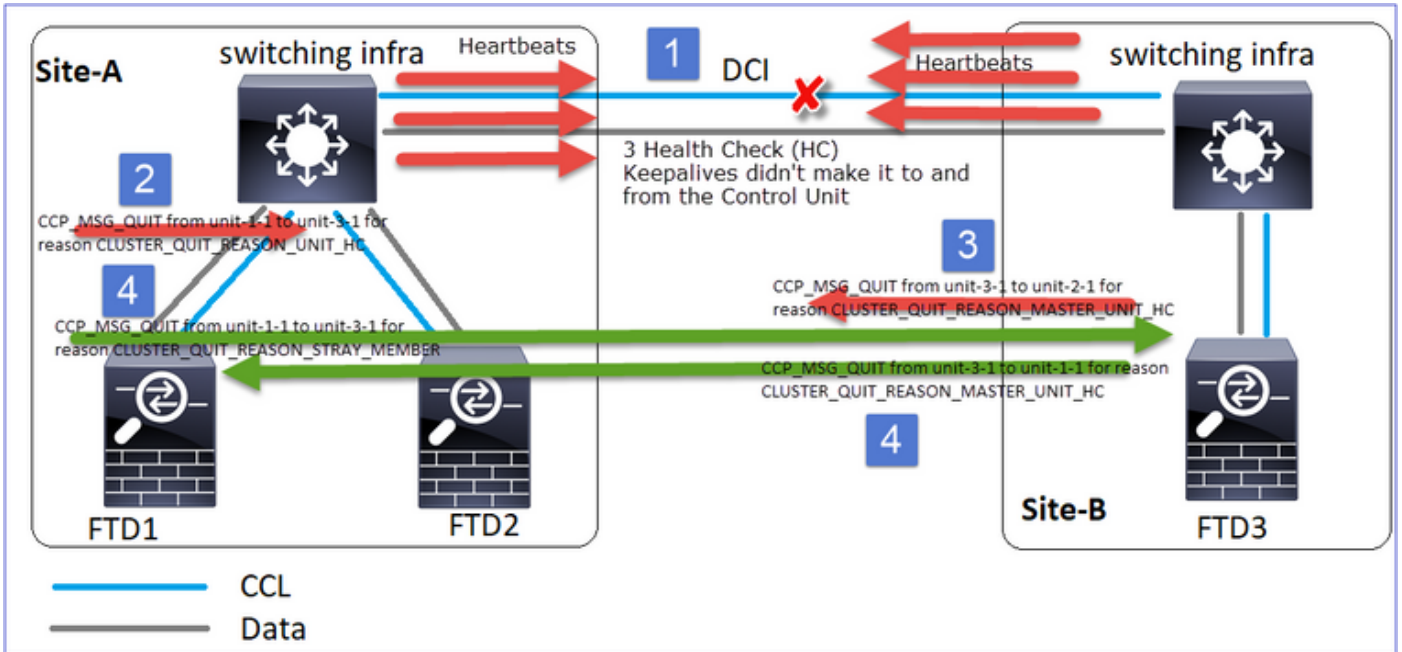 Site-A
switching infra
Heartbeats
1
DCI
Heartbeats
switching infra
3 Health Check (HC)
Keepalives didn't make it to and
from the Control Unit
2
CCP_MSG_QUIT from unit-1-1 to unit-3-1 for
reason CLUSTER_QUIT_REASON_UNIT_HC
3
CCP_MSG_QUIT from unit-3-1 to unit-2-1 for
reason CLUSTER_QUIT_REASON_MASTER_UNIT_HC
4
CCP_MSG_QUIT from unit-1-1 to unit-3-1 for
reason CLUSTER_QUIT_REASON_STRAY_MEMBER
CCP_MSG_QUIT from unit-3-1 to unit-1-1 for reason
CLUSTER_QUIT_REASON_MASTER_UNIT_HC
4
FTD1
FTD2
Site-B
FTD3
CCL
Data